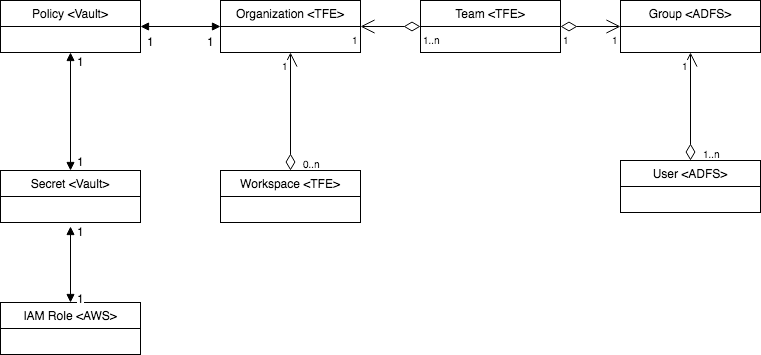 Policy <Vault>
Organization <TFE>
Team <TFE>
Group <ADFS>
1
1
1
1..n
1
1
1
1
1
1
0..n
1..n
Secret <Vault>
Workspace <TFE>
User <ADFS>
1
1
IAM Role <AWS>